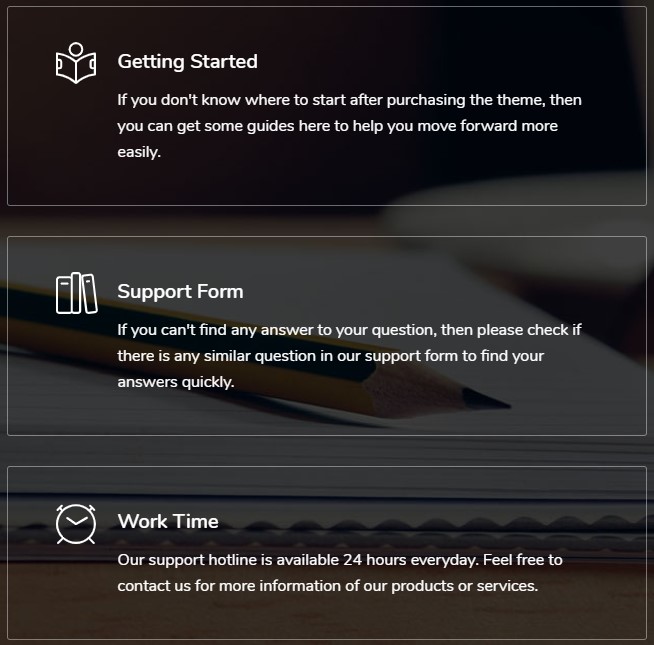 Getting Started
If you don't know where to start after purchasing the theme, then
you can get some guides here to help you move forward more
easily.
Support Form
If you can't find any answer to your question, then please check if
there is any similar question in our support form to find your
answers quickly.
Work Time
Our support hotline is available 24 hours everyday. Feel free to
contact us for more information of our products or services.